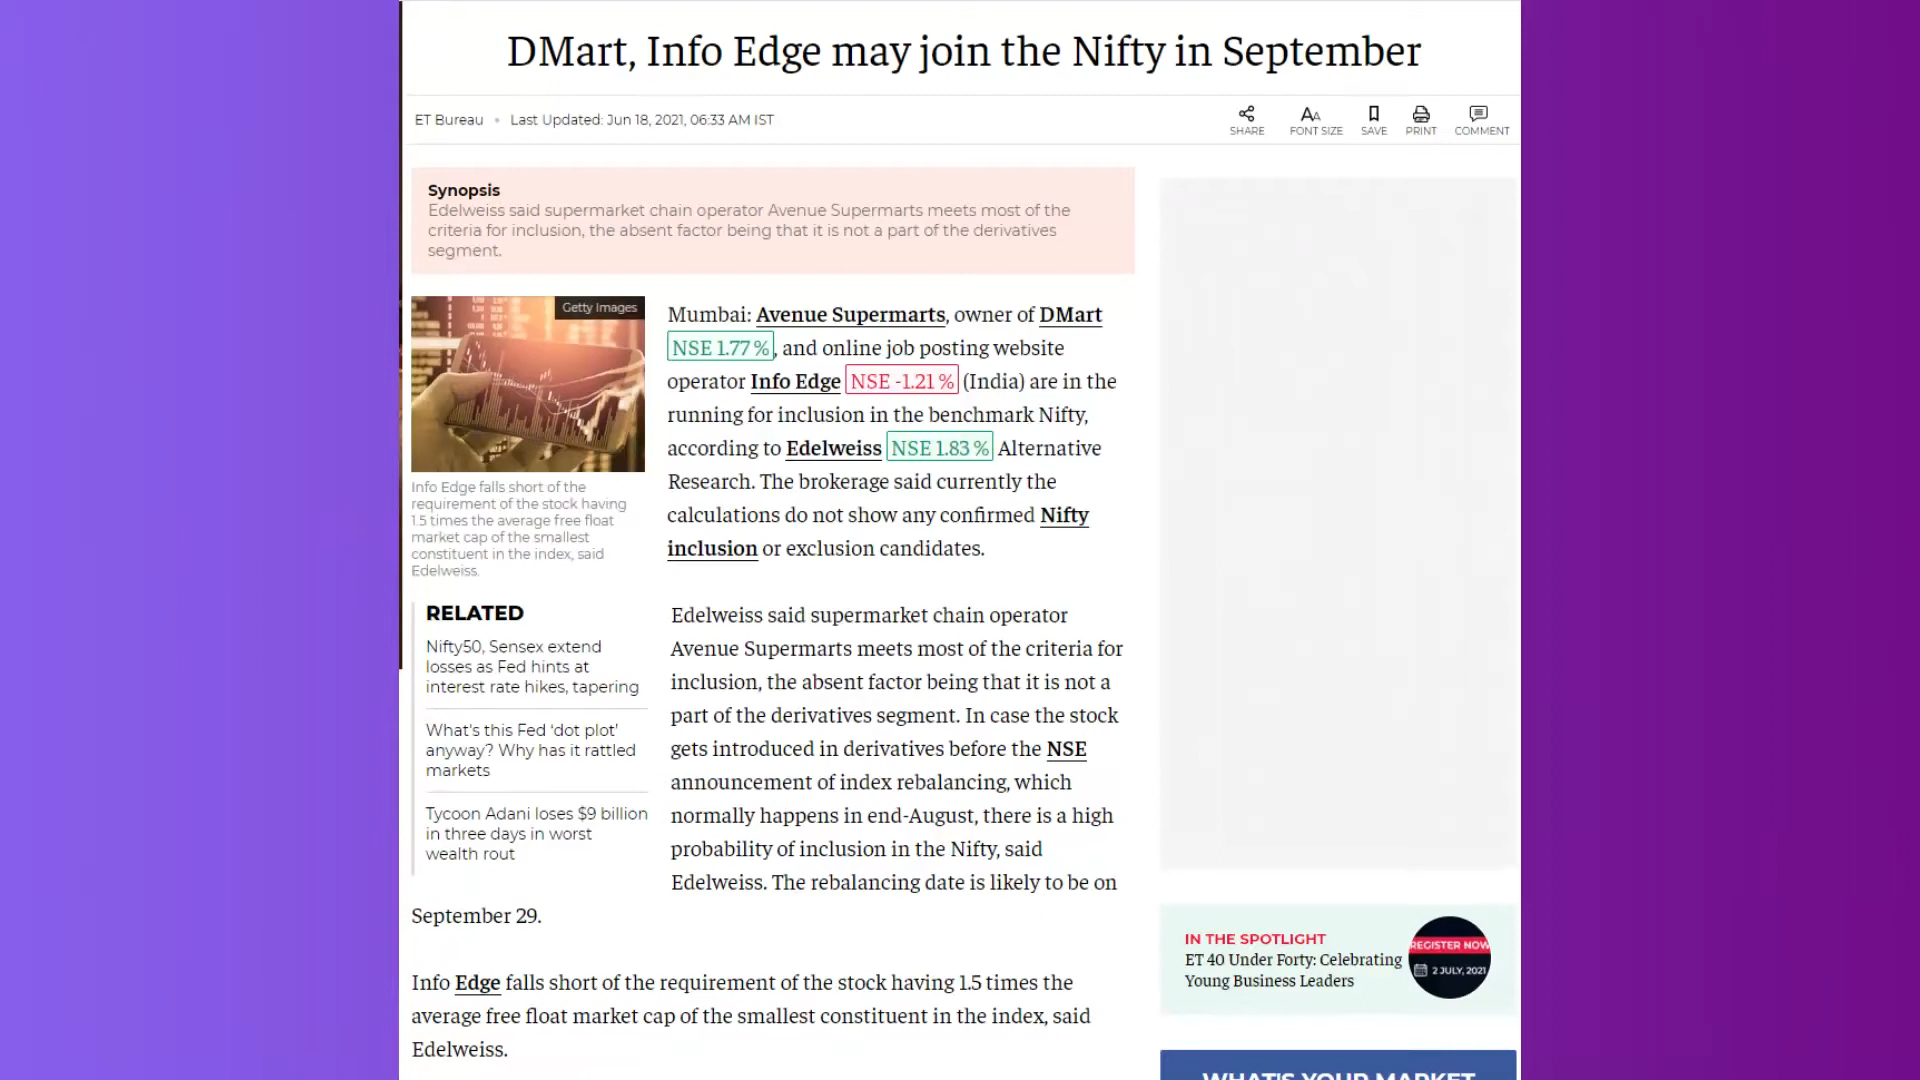 DMart, Info Edge may join the Nifty in September
ET Bureau • Last Updated: Jun 18, 2021, 06:33 AM IST
SHARE
FONT SIZE
SAVE
PRINT
COMMENT
Synopsis
Edelweiss said supermarket chain operator Avenue Supermarts meets most of the
criteria for inclusion, the absent factor being that it is not a part of the derivatives
segment.
Getty Images
Info Edge falls short of the
requirement of the stock having
1.5 times the average free float
market cap of the smallest
constituent in the index, said
Edelweiss.
Mumbai: Avenue Supermarts, owner of DMart
NSE 1.77 %, and online job posting website
operator Info Edge NSE -1.21 % (India) are in the
running for inclusion in the benchmark Nifty,
according to Edelweiss NSE 1.83 % Alternative
Research. The brokerage said currently the
calculations do not show any confirmed Nifty
inclusion or exclusion candidates.
RELATED
Nifty50, Sensex extend
losses as Fed hints at
interest rate hikes, tapering
What's this Fed ‘dot plot’
anyway? Why has it rattled
markets
Tycoon Adani loses $9 billion
in three days in worst
wealth rout
Edelweiss said supermarket chain operator
Avenue Supermarts meets most of the criteria for
inclusion, the absent factor being that it is not a
part of the derivatives segment. In case the stock
gets introduced in derivatives before the NSE
announcement of index rebalancing, which
normally happens in end-August, there is a high
probability of inclusion in the Nifty, said
Edelweiss. The rebalancing date is likely to be on
September 29.
Info Edge falls short of the requirement of the stock having 1.5 times the
average free float market cap of the smallest constituent in the index, said
Edelweiss.
IN THE SPOTLIGHT
ET 40 Under Forty: Celebrating
Young Business Leaders
REGISTER NOW
2 JULY, 2021
WHAT'S YOUR MARKET